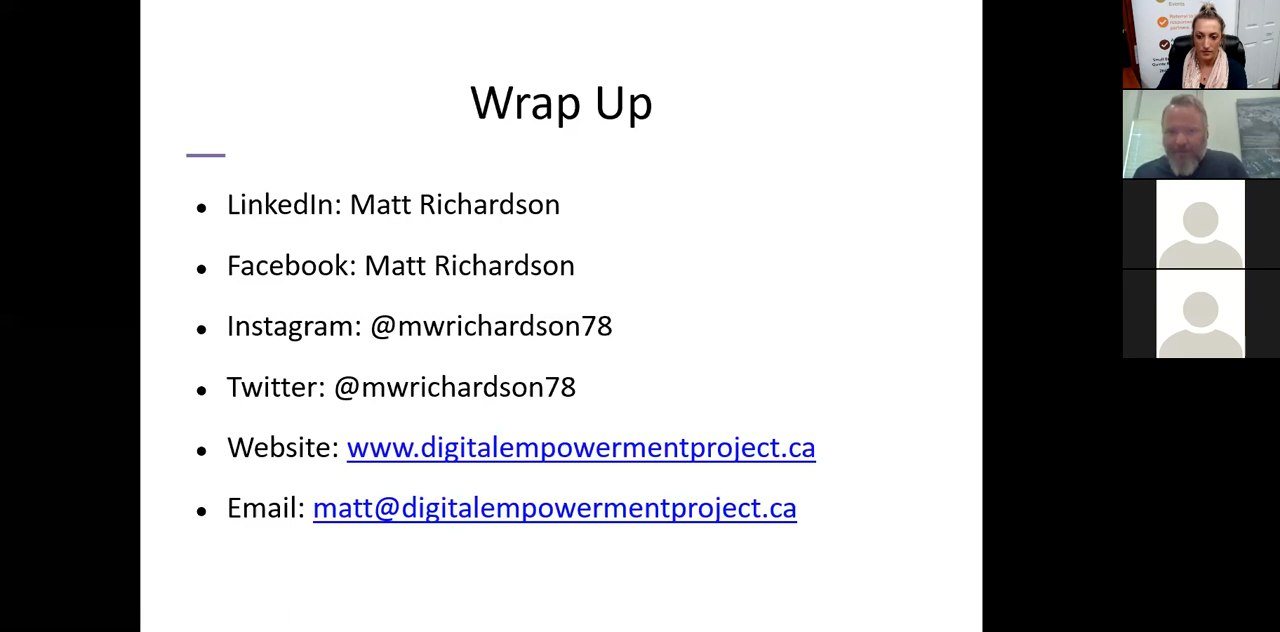 Wrap Up
• LinkedIn: Matt Richardson
• Facebook: Matt Richardson
• Instagram: @mwrichardson78
• Twitter: @mwrichardson78
• Website: www.digitalempowermentproject.ca
• Email: matt@digitalempowermentproject.ca
Events